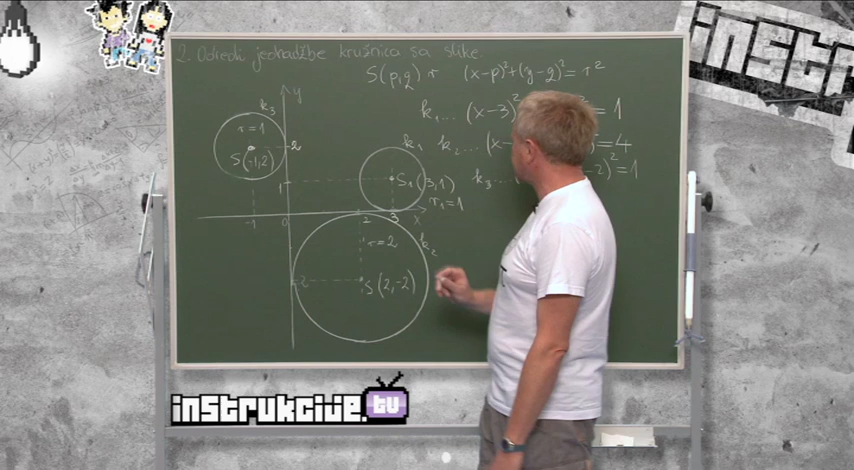 2. Odredi jednadžbe kružnica sa slike.
S(p,q) r (x-p)²+(y-q)²=r²
k₁... (x-3)² = 1
k₂... (x- = 4
k₃... -2)²=1
y
k₃
r=1
S(-1,2)
2
k₁
S₁(3,1)
r₁=1
1
-1
0
2
3
x
r=2
k₂
-2
S(2,-2)
instrukcije.tv